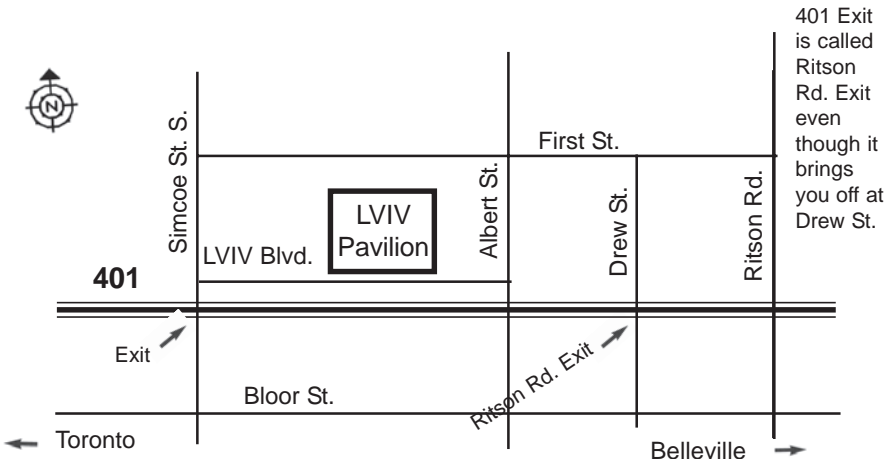 401 Exit
is called
Ritson
Rd. Exit
even
though it
brings
you off at
Drew St.
N
Simcoe St. S.
First St.
Albert St.
Drew St.
Ritson Rd.
LVIV
Pavilion
LVIV Blvd.
401
Exit
Ritson Rd. Exit
Bloor St.
Toronto
Belleville